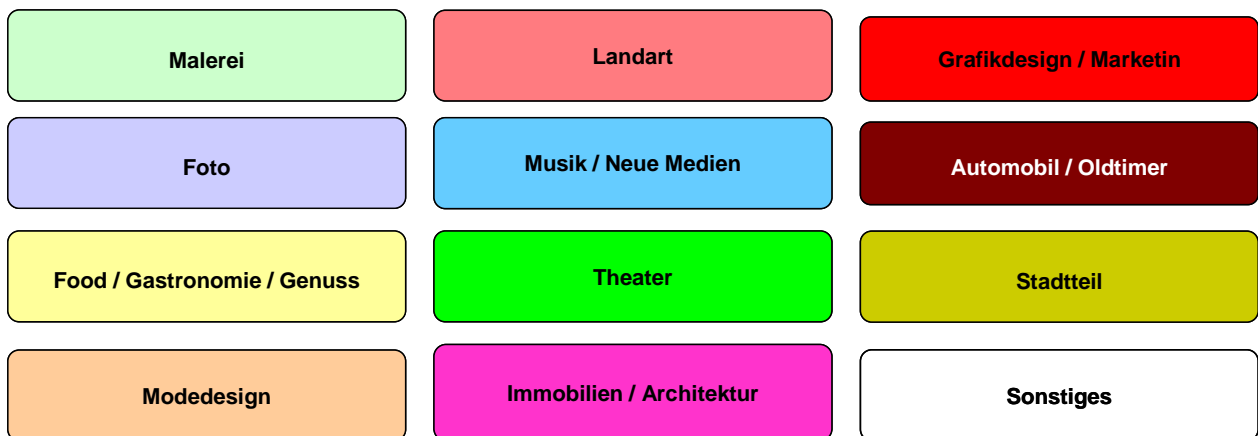 Malerei
Landart
Grafikdesign / Marketin
Foto
Musik / Neue Medien
Automobil / Oldtimer
Food / Gastronomie / Genuss
Theater
Stadtteil
Modedesign
Immobilien / Architektur
Sonstiges